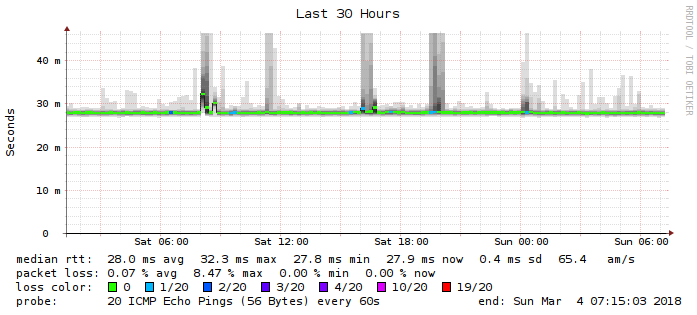 Last 30 Hours
RRDTOOL / TOBI OETIKER
Seconds
40 m
30 m
20 m
10 m
0
Sat 06:00 Sat 12:00 Sat 18:00 Sun 00:00 Sun 06:00
median rtt: 28.0 ms avg 32.3 ms max 27.8 ms min 27.9 ms now 0.4 ms sd 65.4 am/s
packet loss: 0.07 % avg 8.47 % max 0.00 % min 0.00 % now
loss color: 0 1/20 2/20 3/20 4/20 10/20 19/20
probe: 20 ICMP Echo Pings (56 Bytes) every 60s end: Sun Mar 4 07:15:03 2018